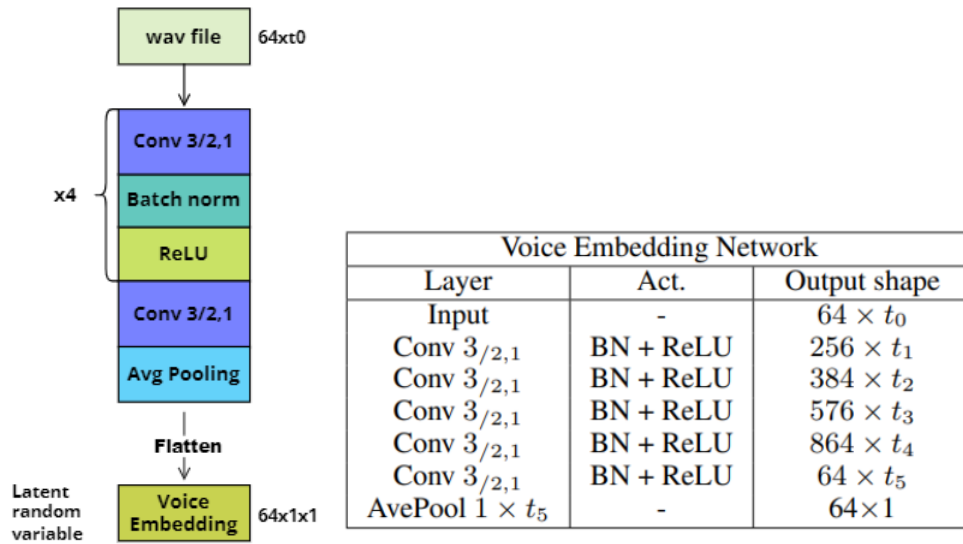 wav file 64xt0
Conv 3/2,1
x4
Batch norm
ReLU
Conv 3/2,1
Avg Pooling
Flatten
Latent
random
variable
Voice
Embedding
64x1x1
Voice Embedding Network
Layer Act. Output shape
Input - 64 × t₀
Conv 3/2,1 BN + ReLU 256 × t₁
Conv 3/2,1 BN + ReLU 384 × t₂
Conv 3/2,1 BN + ReLU 576 × t₃
Conv 3/2,1 BN + ReLU 864 × t₄
Conv 3/2,1 BN + ReLU 64 × t₅
AvePool 1 × t₅ - 64×1